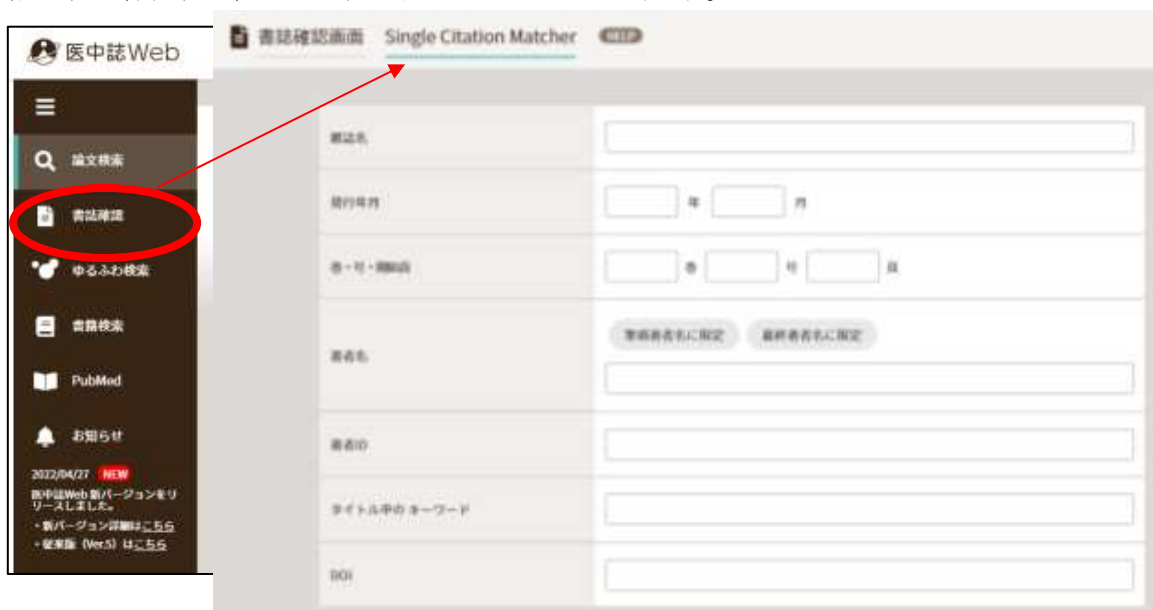 医中誌Web
論文検索
書誌確認
ゆるふわ検索
書籍検索
PubMed
お知らせ
2022/04/27 NEW
医中誌Web 新バージョンをリ
リースしました。
・新バージョン詳細はこちら
・従来版（Ver.5）はこちら
書誌確認画面 Single Citation Matcher HELP
雑誌名
発行年月 年 月
巻・号・開始頁 巻 号 頁
著者名 筆頭著者名に限定 最終著者名に限定
著者ID
タイトル中の キーワード
DOI